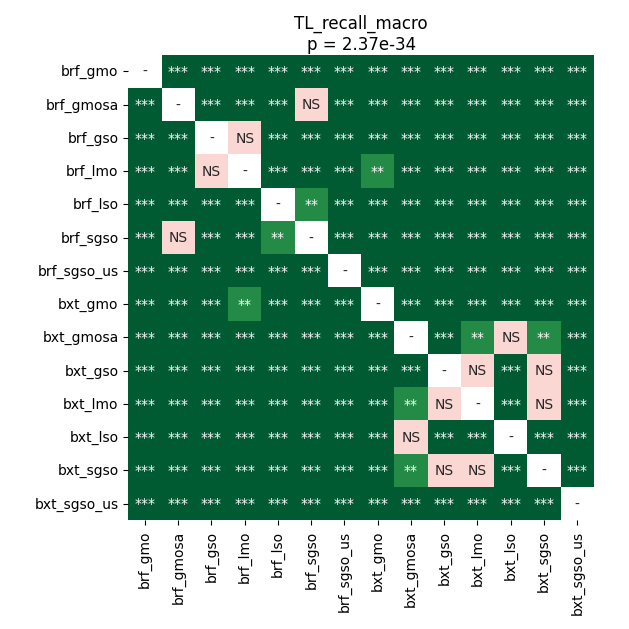 TL_recall_macro
p = 2.37e-34
brf_gmo - *** *** *** *** *** *** *** *** *** *** *** *** ***
brf_gmosa *** - *** *** *** NS *** *** *** *** *** *** *** ***
brf_gso *** *** - NS *** *** *** *** *** *** *** *** *** ***
brf_lmo *** *** NS - *** *** *** ** *** *** *** *** *** ***
brf_lso *** *** *** *** - ** *** *** *** *** *** *** *** ***
brf_sgso *** NS *** *** ** - *** *** *** *** *** *** *** ***
brf_sgso_us *** *** *** *** *** *** - *** *** *** *** *** *** ***
bxt_gmo *** *** *** ** *** *** *** - *** *** *** *** *** ***
bxt_gmosa *** *** *** *** *** *** *** *** - *** ** NS ** ***
bxt_gso *** *** *** *** *** *** *** *** *** - NS *** NS ***
bxt_lmo *** *** *** *** *** *** *** *** ** NS - *** NS ***
bxt_lso *** *** *** *** *** *** *** *** NS *** *** - *** ***
bxt_sgso *** *** *** *** *** *** *** *** ** NS NS *** - ***
bxt_sgso_us *** *** *** *** *** *** *** *** *** *** *** *** *** -
brf_gmo
brf_gmosa
brf_gso
brf_lmo
brf_lso
brf_sgso
brf_sgso_us
bxt_gmo
bxt_gmosa
bxt_gso
bxt_lmo
bxt_lso
bxt_sgso
bxt_sgso_us